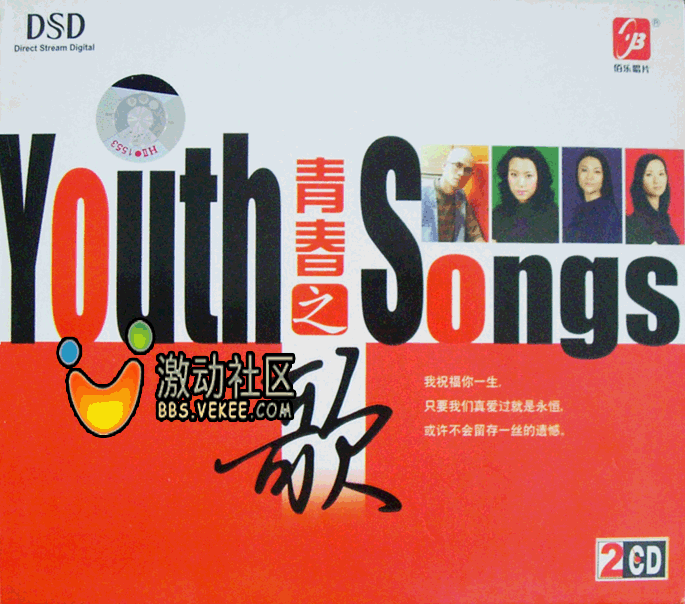 DSD
Direct Stream Digital
B®
佰乐唱片
HⅡ●1553
Youth Songs
青春之
歌
激动社区
BBS.VEKEE.COM
我祝福你一生,
只要我们真爱过就是永恒,
或许不会留存一丝的遗憾。
2CD